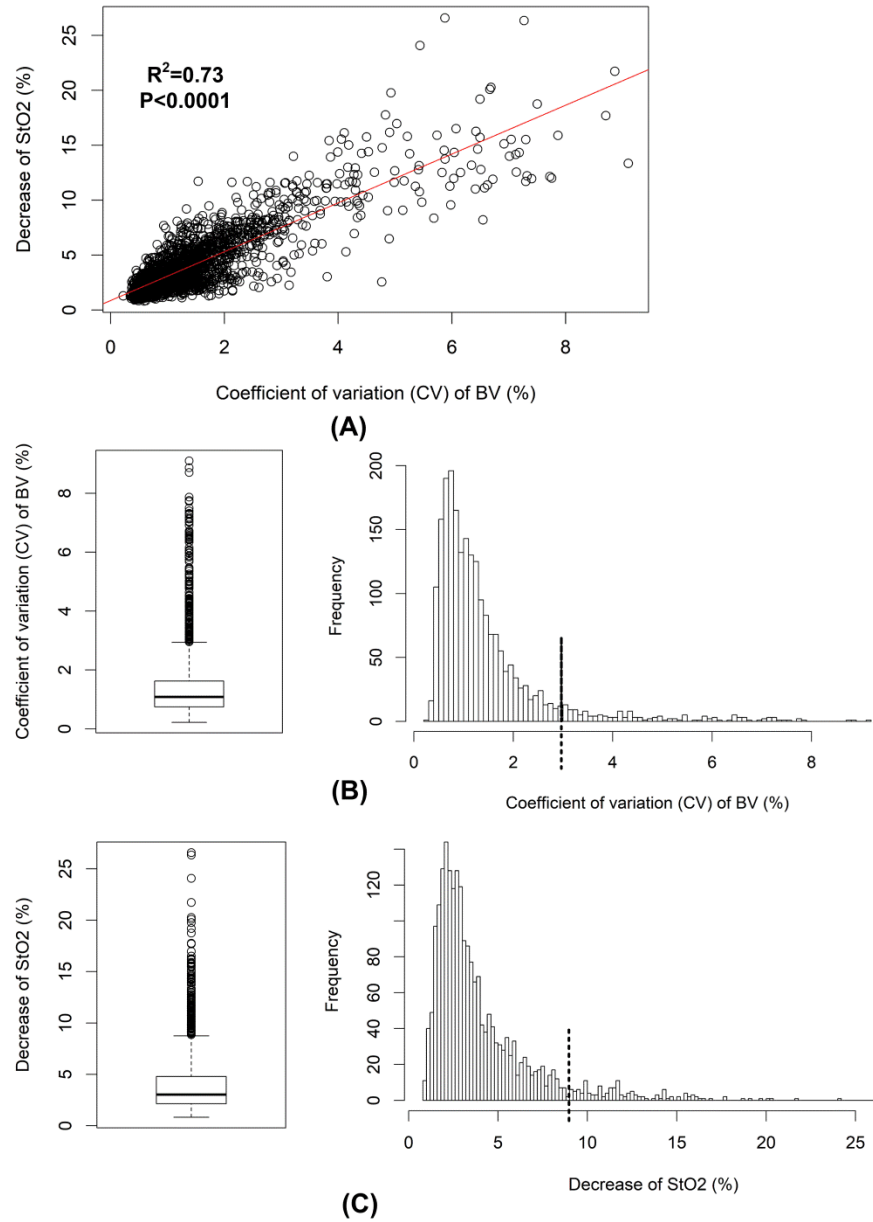 25
20
15
10
5
0
Decrease of StO2 (%)
R²=0.73
P<0.0001
0 2 4 6 8
Coefficient of variation (CV) of BV (%)
(A)
8
6
4
2
0
Coefficient of variation (CV) of BV (%)
200
150
100
50
0
Frequency
0 2 4 6 8
Coefficient of variation (CV) of BV (%)
(B)
25
20
15
10
5
0
Decrease of StO2 (%)
120
80
60
40
20
0
Frequency
0 5 10 15 20 25
Decrease of StO2 (%)
(C)